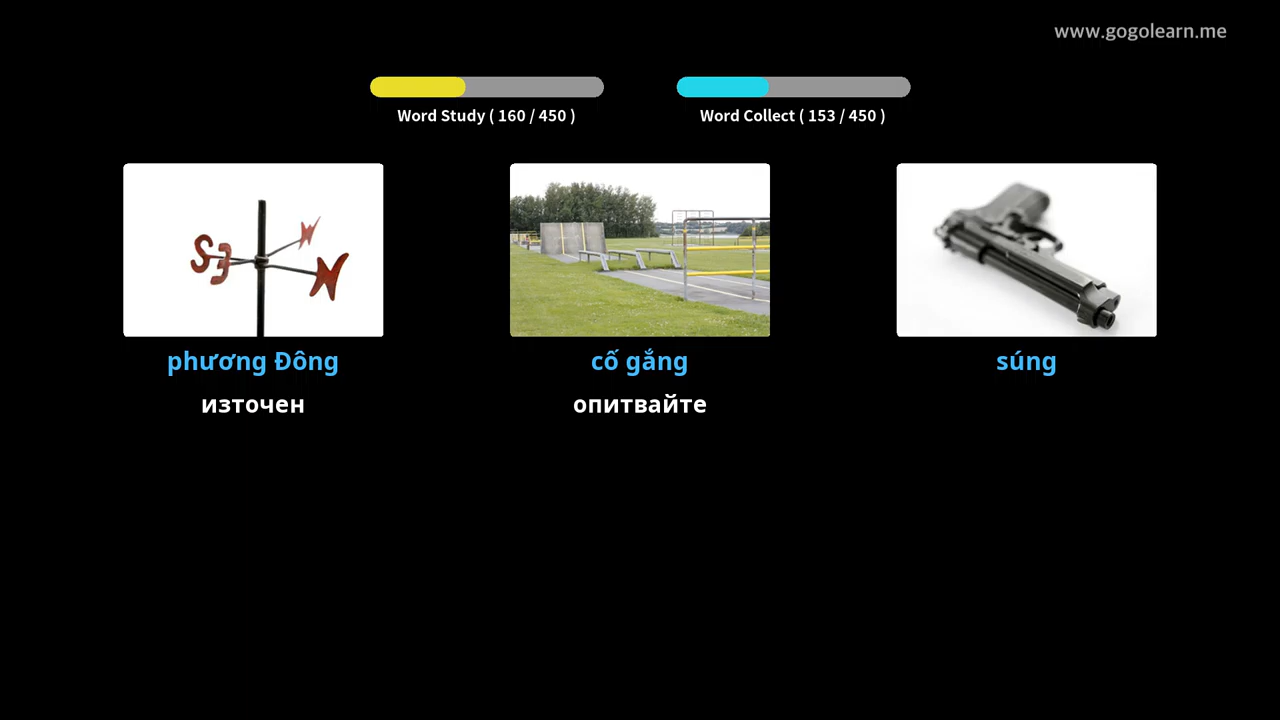 www.gogolearn.me
Word Study ( 160 / 450 )
Word Collect ( 153 / 450 )
S
E
N
W
phương Đông
cố gắng
súng
източен
опитвайте